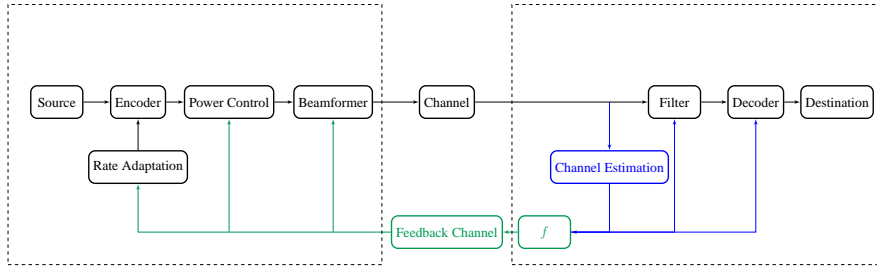 Source
Encoder
Power Control
Beamformer
Channel
Filter
Decoder
Destination
Rate Adaptation
Channel Estimation
Feedback Channel
f